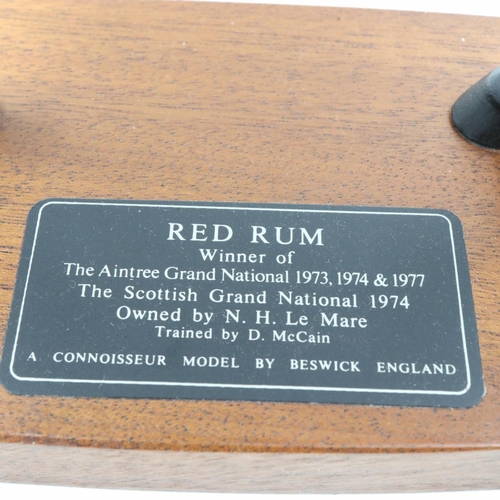 RED RUM
Winner of
The Aintree Grand National 1973, 1974 & 1977
The Scottish Grand National 1974
Owned by N. H. Le Mare
Trained by D. McCain
A CONNOISSEUR MODEL BY BESWICK ENGLAND